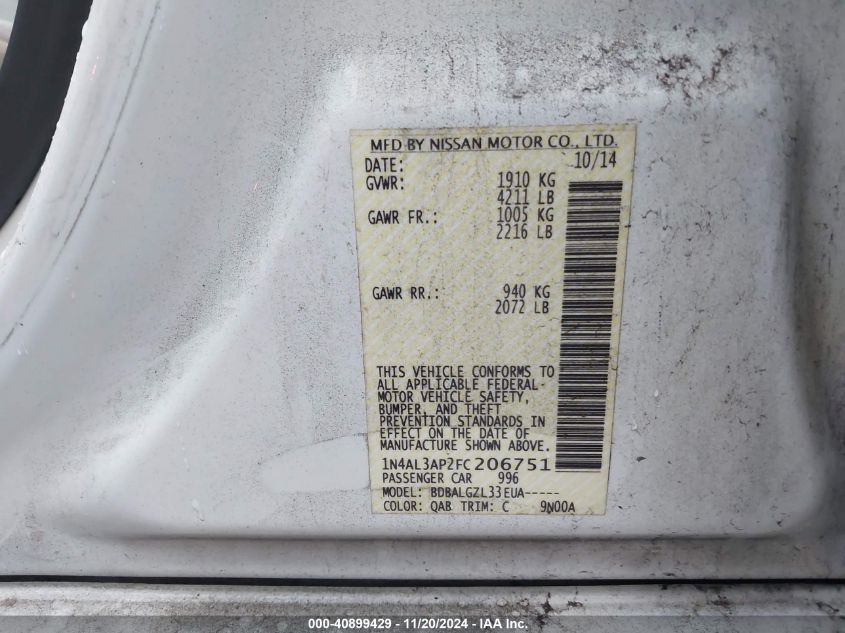 MFD BY NISSAN MOTOR CO., LTD.
DATE: 10/14
GVWR: 1910 KG
4211 LB
GAWR FR.: 1005 KG
2216 LB
GAWR RR.: 940 KG
2072 LB
THIS VEHICLE CONFORMS TO
ALL APPLICABLE FEDERAL-
MOTOR VEHICLE SAFETY,
BUMPER, AND THEFT
PREVENTION STANDARDS IN
EFFECT ON THE DATE OF
MANUFACTURE SHOWN ABOVE.
1N4AL3AP2FC206751
PASSENGER CAR 996
MODEL: BDBALGZL33EUA-----
COLOR: QAB TRIM: C 9N00A
000-40899429 - 11/20/2024 - IAA Inc.